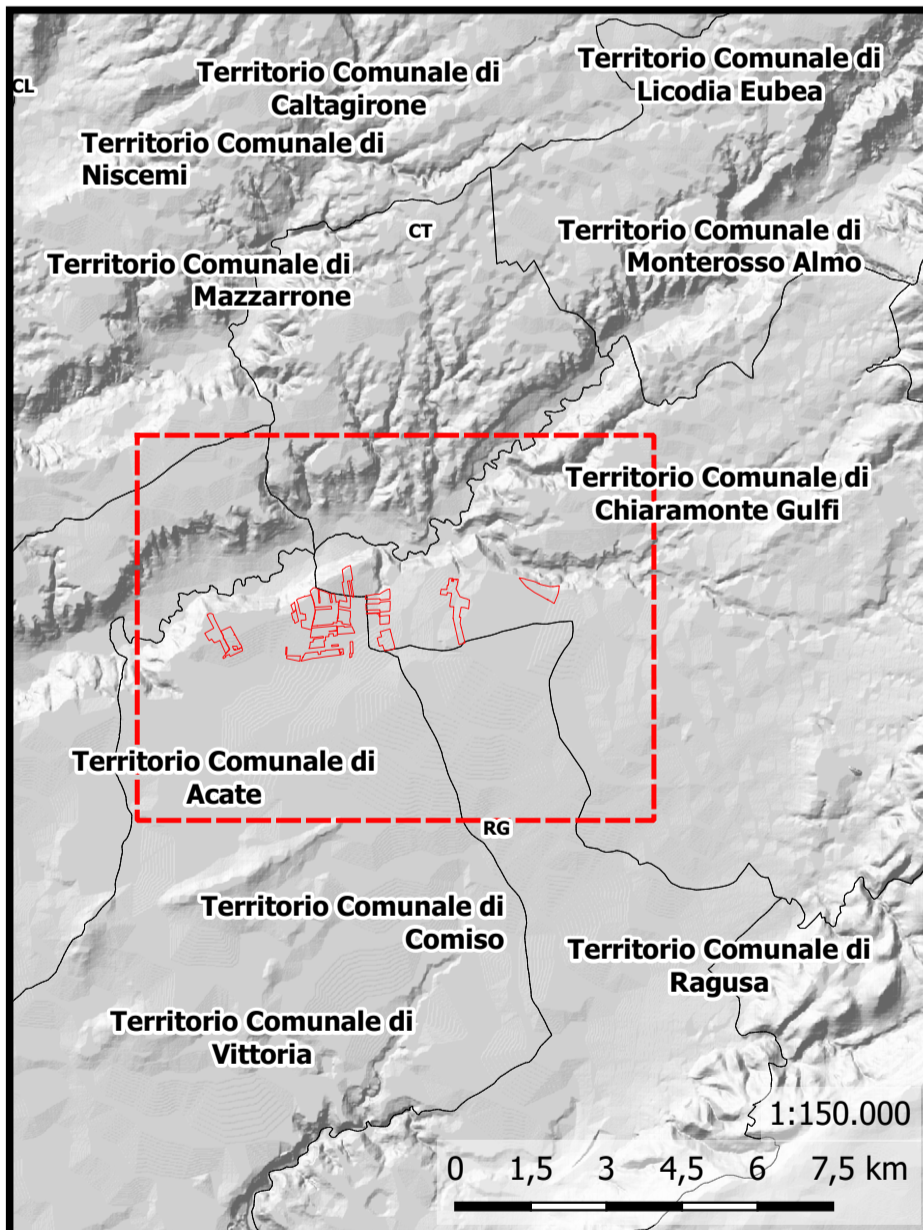 Territorio Comunale di
Caltagirone
Territorio Comunale di
Licodia Eubea
CL
Territorio Comunale di
Niscemi
CT
Territorio Comunale di
Monterosso Almo
Territorio Comunale di
Mazzarrone
Territorio Comunale di
Chiaramonte Gulfi
Territorio Comunale di
Acate
RG
Territorio Comunale di
Comiso
Territorio Comunale di
Ragusa
Territorio Comunale di
Vittoria
1:150.000
0 1,5 3 4,5 6 7,5 km